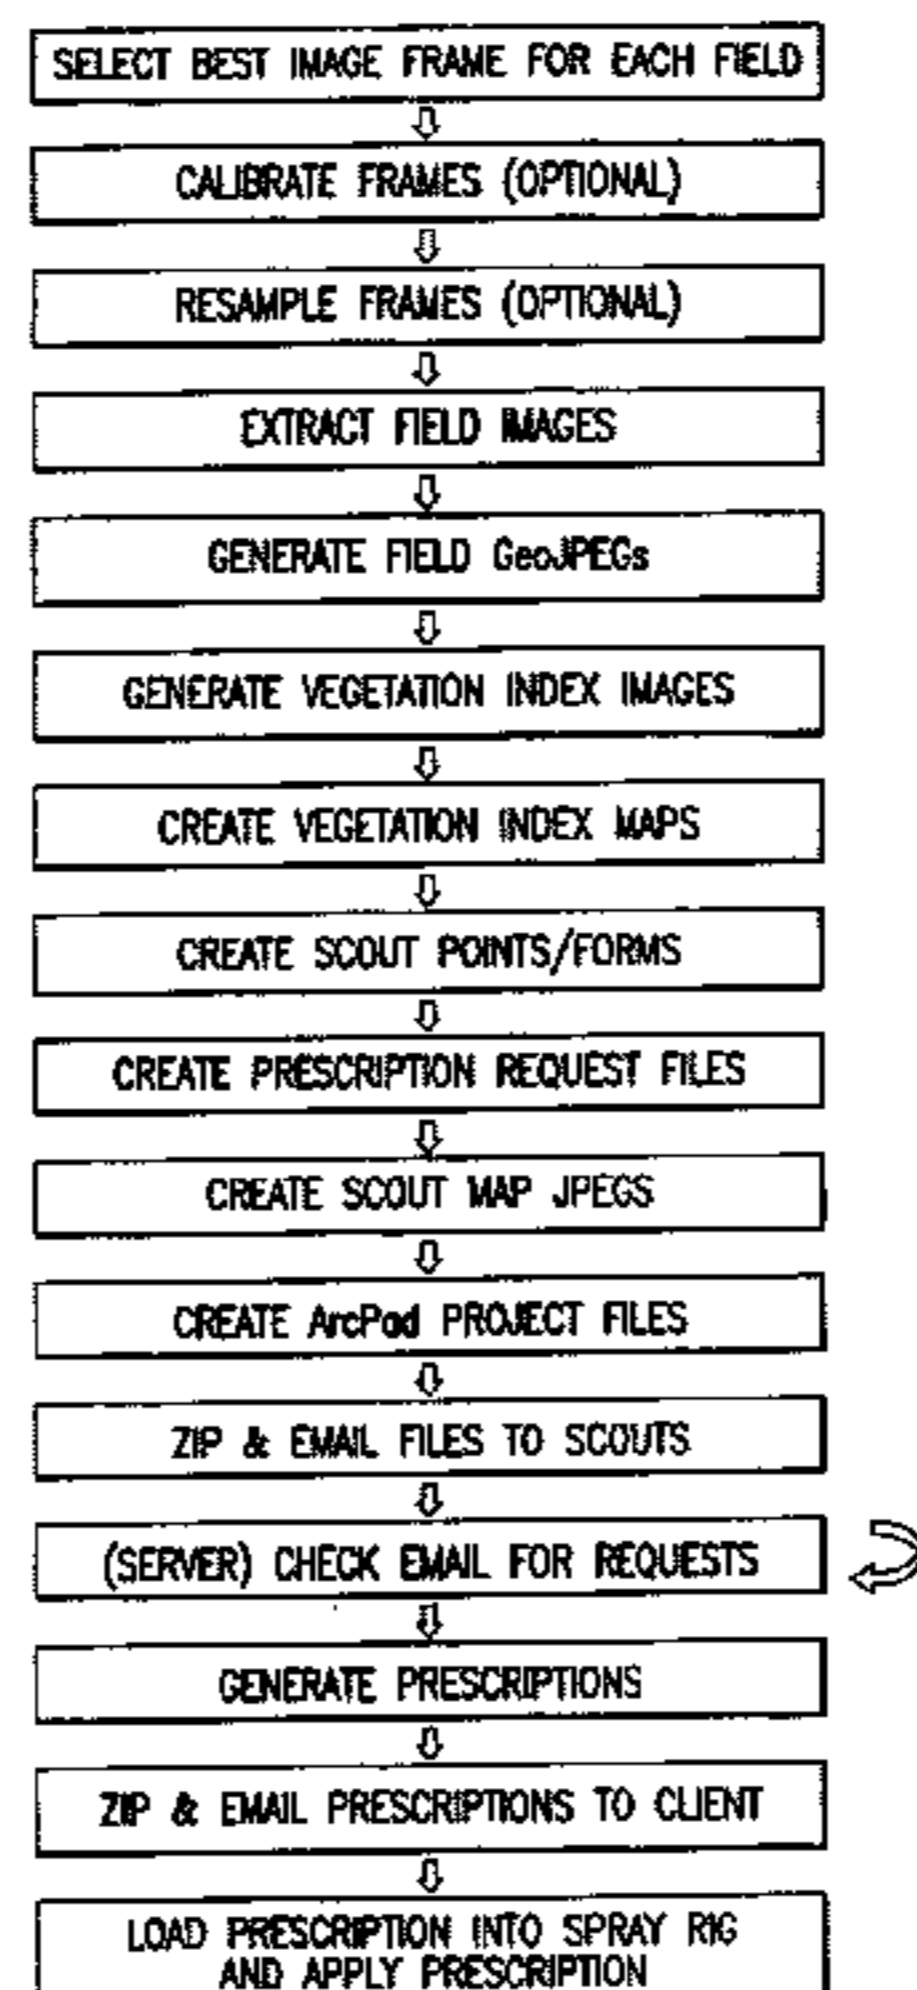 SELECT BEST IMAGE FRAME FOR EACH FIELD
CALIBRATE FRAMES (OPTIONAL)
RESAMPLE FRAMES (OPTIONAL)
EXTRACT FIELD IMAGES
GENERATE FIELD GeoJPEGs
GENERATE VEGETATION INDEX IMAGES
CREATE VEGETATION INDEX MAPS
CREATE SCOUT POINTS/FORMS
CREATE PRESCRIPTION REQUEST FILES
CREATE SCOUT MAP JPEGS
CREATE ArcPad PROJECT FILES
ZIP & EMAIL FILES TO SCOUTS
(SERVER) CHECK EMAIL FOR REQUESTS
GENERATE PRESCRIPTIONS
ZIP & EMAIL PRESCRIPTIONS TO CLIENT
LOAD PRESCRIPTION INTO SPRAY RIG
AND APPLY PRESCRIPTION